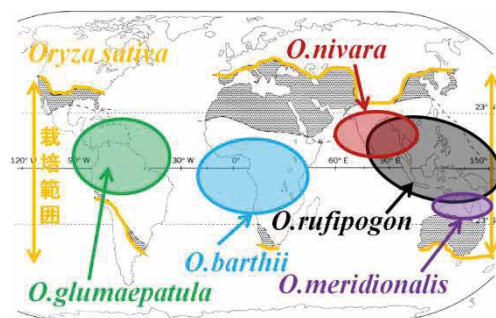 Oryza sativa
O.nivara
23°
120° W
90° W
30°W
0°
60° E
90°E
150°
栽培範囲
O.rufipogon
23° S
O.barthii
O.meridionalis
O.glumaepatula
5